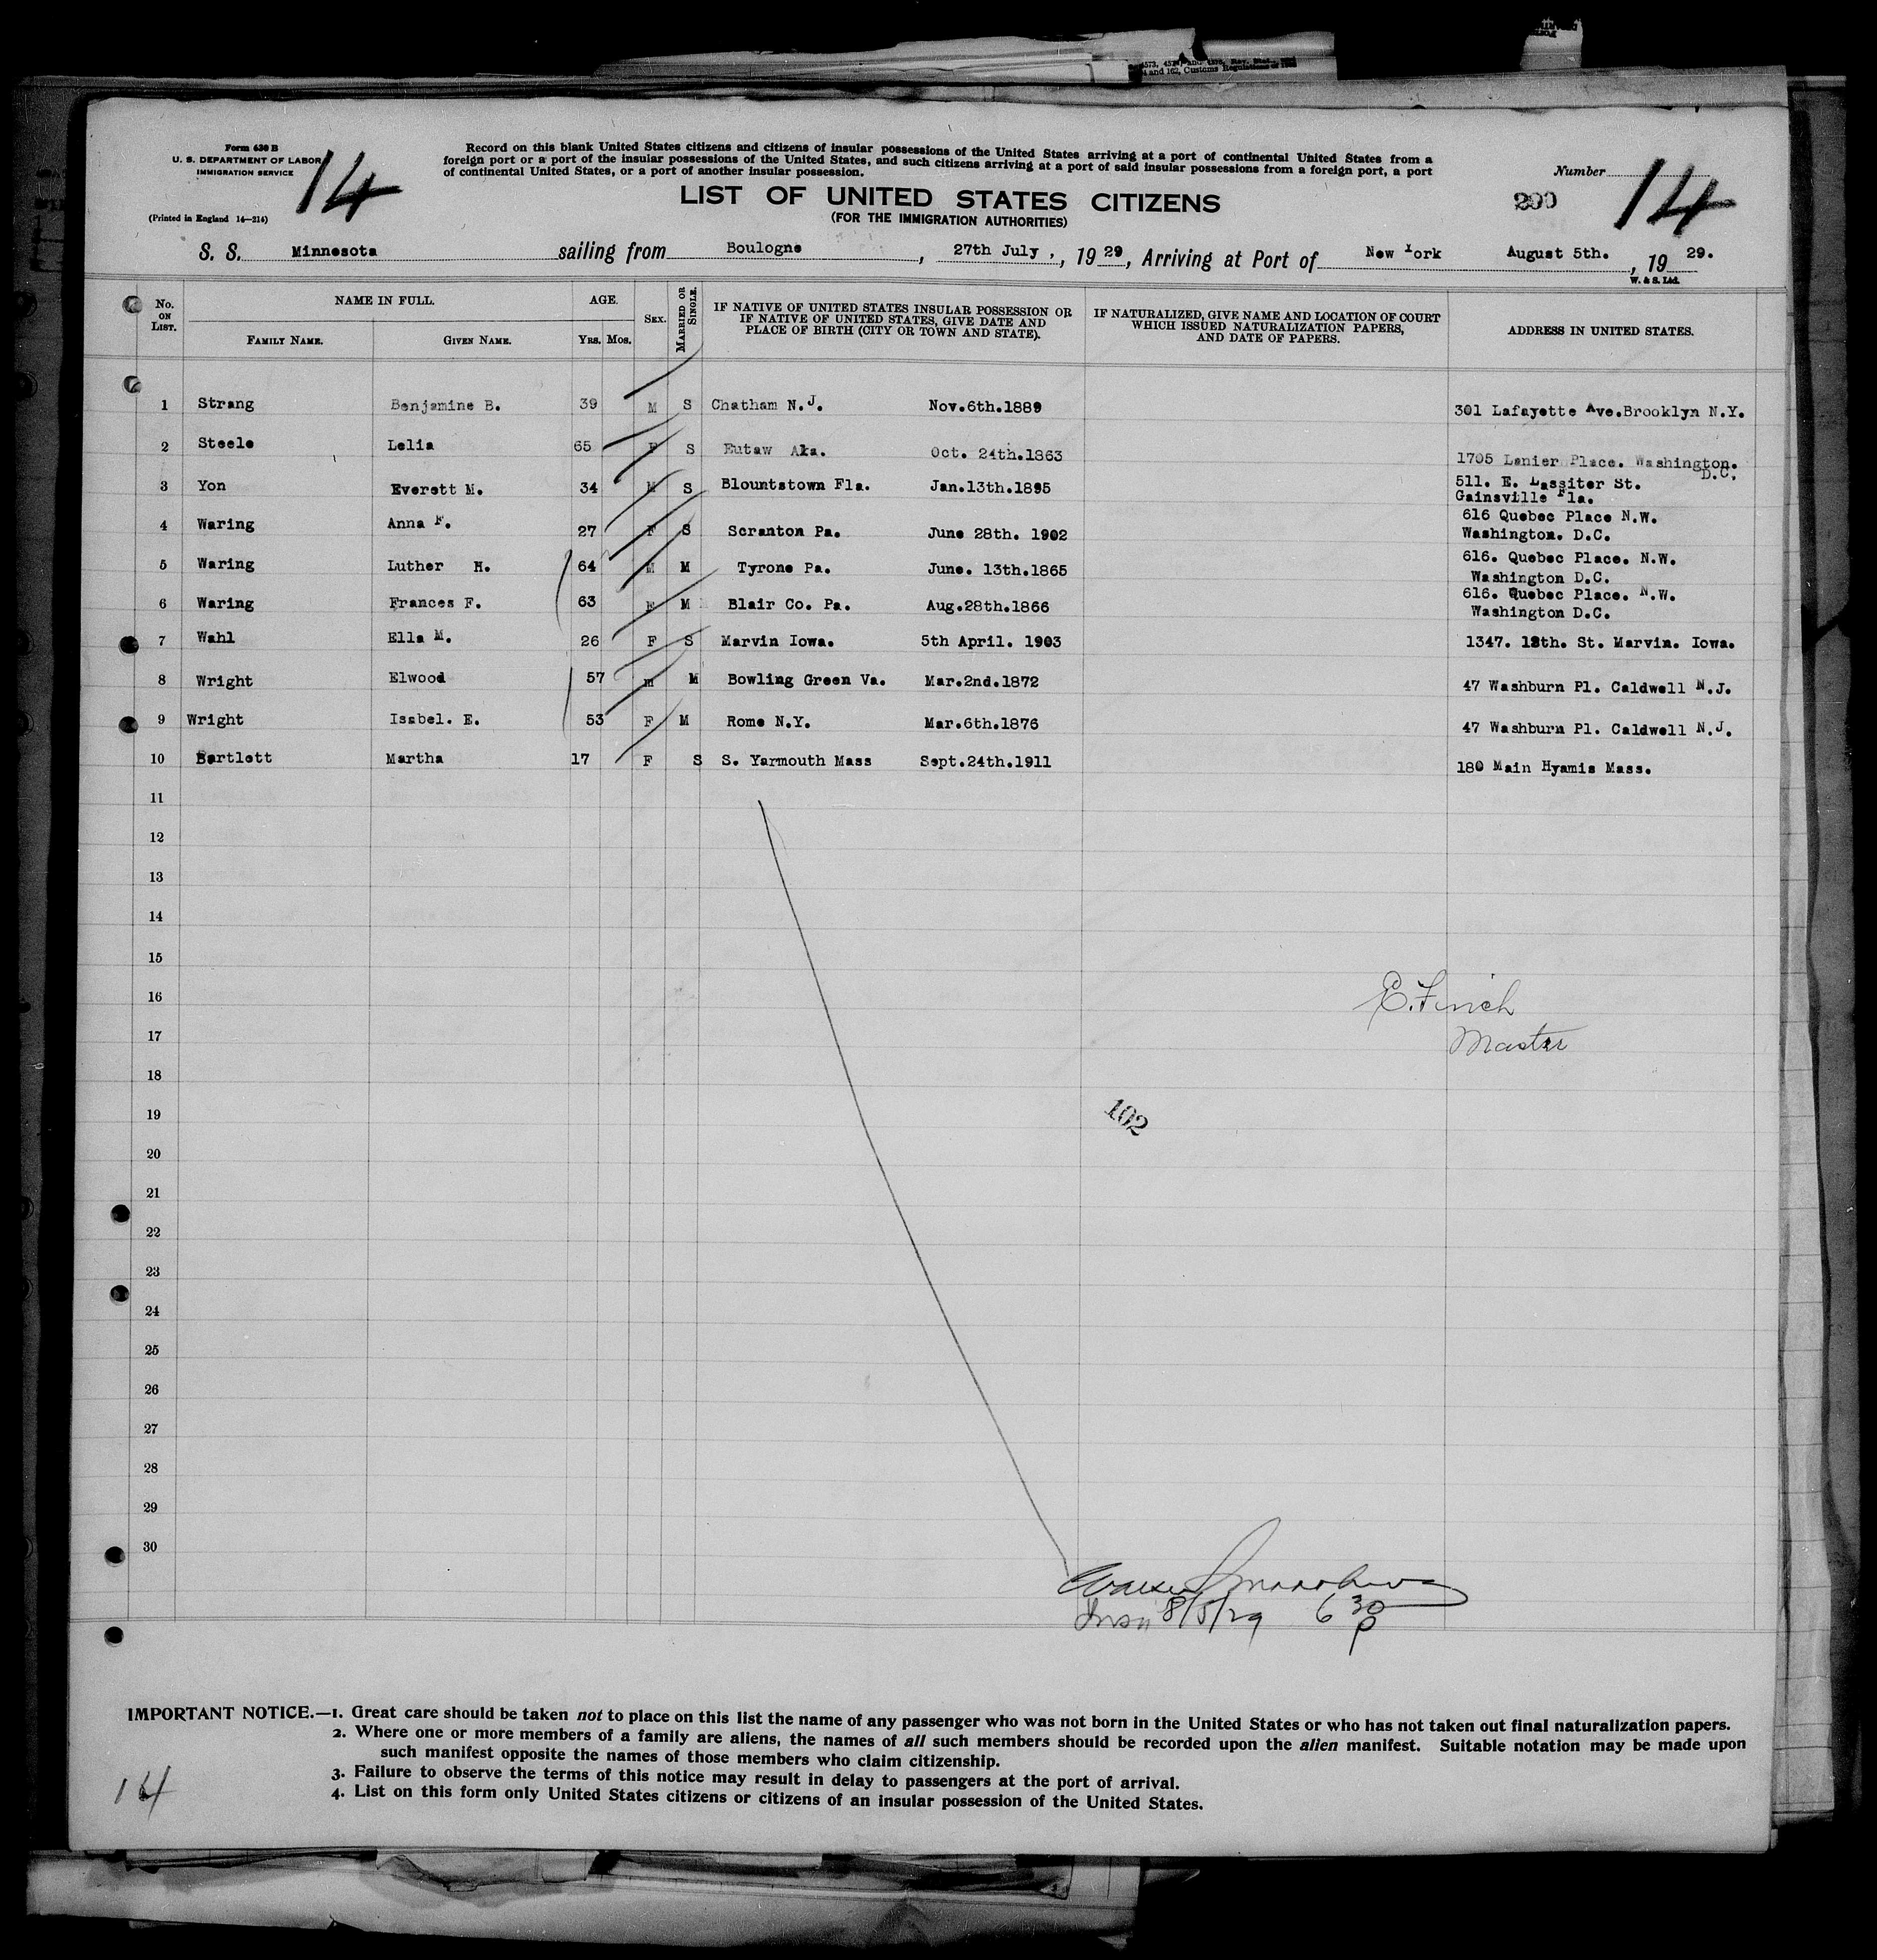 4573, 4574, and
4 and 162, Customs Regulations of
Form 630 B
U. S. DEPARTMENT OF LABOR
IMMIGRATION SERVICE
(Printed in England 14—214)
14
Record on this blank United States citizens and citizens of insular possessions of the United States arriving at a port of continental United States from a
foreign port or a port of the insular possessions of the United States, and such citizens arriving at a port of said insular possessions from a foreign port, a port
of continental United States, or a port of another insular possession.
LIST OF UNITED STATES CITIZENS
(FOR THE IMMIGRATION AUTHORITIES)
Number 14
200
S. S. Minnesota sailing from Boulogne, 27th July, 1929, Arriving at Port of New York August 5th., 19 29.
W. & S. Ltd.
No. ON LIST.
NAME IN FULL.
FAMILY NAME. GIVEN NAME.
AGE.
YRS. MOS.
SEX.
MARRIED OR SINGLE.
IF NATIVE OF UNITED STATES INSULAR POSSESSION OR
IF NATIVE OF UNITED STATES, GIVE DATE AND
PLACE OF BIRTH (CITY OR TOWN AND STATE).
IF NATURALIZED, GIVE NAME AND LOCATION OF COURT
WHICH ISSUED NATURALIZATION PAPERS,
AND DATE OF PAPERS.
ADDRESS IN UNITED STATES.
1 Strang Benjamine B. 39 M S Chatham N.J. Nov.6th.1889 301 Lafayette Ave.Brooklyn N.Y.
2 Steele Lelia 65 F S Eutaw Aka. Oct. 24th.1863 1705 Lanier Place. Washington.
D.C.
3 Yon Everett M. 34 M S Blountstown Fla. Jan.13th.1895 511. E. Lassiter St.
Gainsville Fla.
4 Waring Anna F. 27 F S Scranton Pa. June 28th. 1902 616 Quebec Place N.W.
Washington. D.C.
5 Waring Luther H. 64 M M Tyrone Pa. June. 13th.1865 616. Quebec Place. N.W.
Washington D.C.
6 Waring Frances F. 63 F M Blair Co. Pa. Aug.28th.1866 616. Quebec Place. N.W.
Washington D.C.
7 Wahl Ella M. 26 F S Marvin Iowa. 5th April. 1903 1347. 12th. St. Marvin. Iowa.
8 Wright Elwood 57 m M Bowling Green Va. Mar.2nd.1872 47 Washburn Pl. Caldwell N.J.
9 Wright Isabel. E. 53 F M Rome N.Y. Mar.6th.1876 47 Washburn Pl. Caldwell N.J.
10 Bartlett Martha 17 F S S. Yarmouth Mass Sept.24th.1911 180 Main Hyamis Mass.
11
12
13
14
15
16
E. Finch
17
Master
18
19
102
20
21
22
23
24
25
26
27
28
29
30
8/5/29 6 30 P
IMPORTANT NOTICE.—1. Great care should be taken not to place on this list the name of any passenger who was not born in the United States or who has not taken out final naturalization papers.
2. Where one or more members of a family are aliens, the names of all such members should be recorded upon the alien manifest. Suitable notation may be made upon
such manifest opposite the names of those members who claim citizenship.
3. Failure to observe the terms of this notice may result in delay to passengers at the port of arrival.
4. List on this form only United States citizens or citizens of an insular possession of the United States.
14